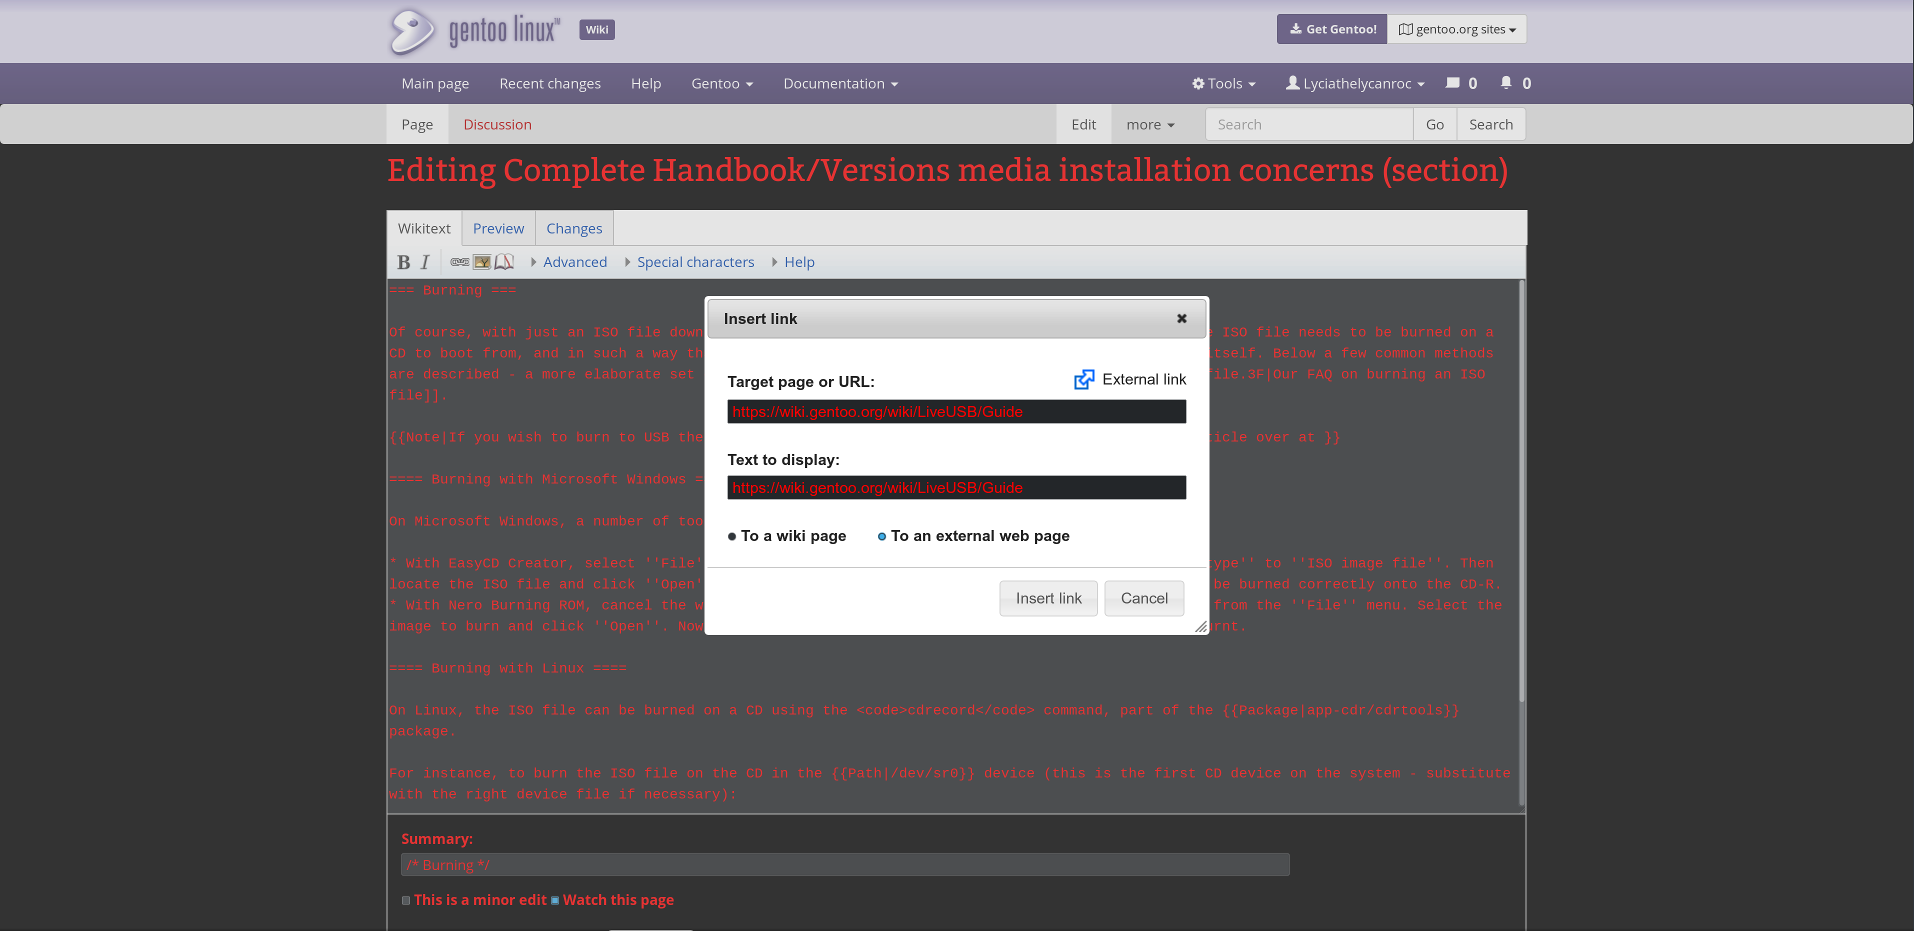 gentoo linux™ Wiki
Get Gentoo! gentoo.org sites
Main page Recent changes Help Gentoo Documentation Tools Lyciathelycanroc 0 0
Page Discussion Edit more Search Go Search
Editing Complete Handbook/Versions media installation concerns (section)
Wikitext Preview Changes
B I Advanced Special characters Help
=== Burning ===
Of course, with just an ISO file down
ISO file needs to be burned on a
CD to boot from, and in such a way th
tself. Below a few common methods
are described - a more elaborate set
file.3F|Our FAQ on burning an ISO
file]].
{{Note|If you wish to burn to USB the
icle over at }}
==== Burning with Microsoft Windows =
On Microsoft Windows, a number of too
* With EasyCD Creator, select ''File'
ype'' to ''ISO image file''. Then
locate the ISO file and click ''Open'
be burned correctly onto the CD-R.
* With Nero Burning ROM, cancel the w
from the ''File'' menu. Select the
image to burn and click ''Open''. Now
rnt.
==== Burning with Linux ====
On Linux, the ISO file can be burned on a CD using the <code>cdrecord</code> command, part of the {{Package|app-cdr/cdrtools}}
package.
For instance, to burn the ISO file on the CD in the {{Path|/dev/sr0}} device (this is the first CD device on the system - substitute
with the right device file if necessary):
Insert link
Target page or URL: External link
https://wiki.gentoo.org/wiki/LiveUSB/Guide
Text to display:
https://wiki.gentoo.org/wiki/LiveUSB/Guide
To a wiki page To an external web page
Insert link Cancel
Summary:
/* Burning */
This is a minor edit Watch this page